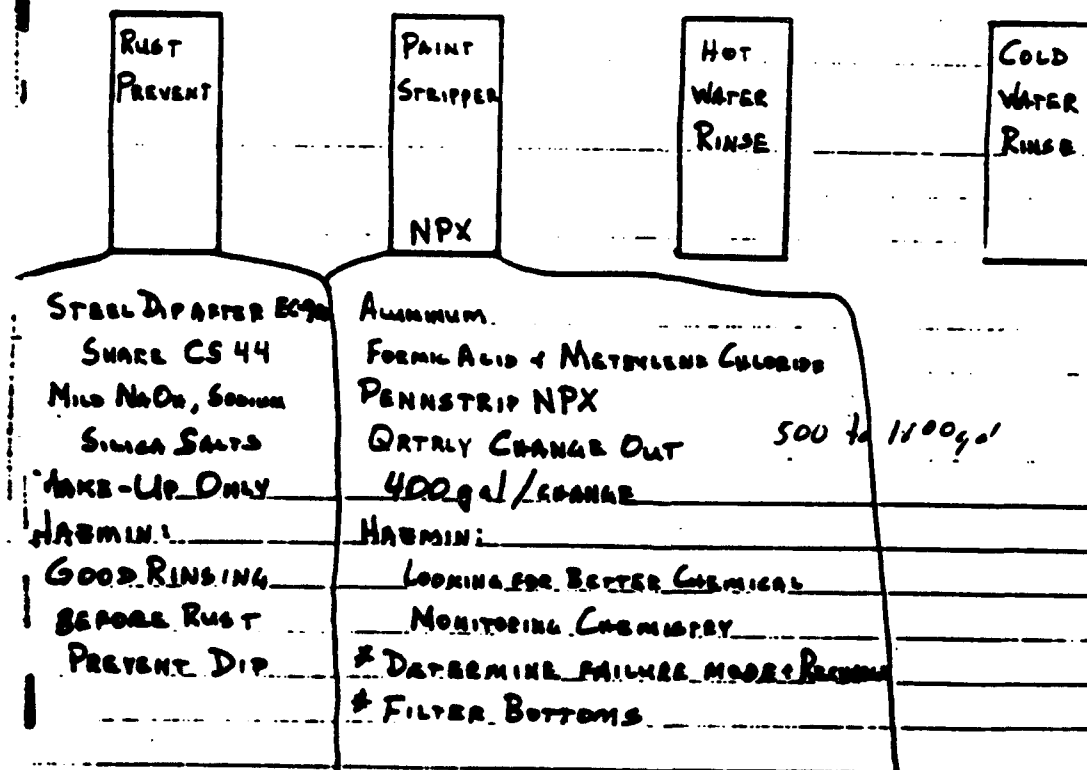 RUST
PREVENT
PAINT
STRIPPER
NPX
HOT
WATER
RINSE
COLD
WATER
RINSE
STEEL DIP AFTER
SHARE CS 44
MILD NAOH, SODIUM
SILICA SALTS
MAKE-UP ONLY
HAZMIN:
GOOD RINSING
BEFORE RUST
PREVENT DIP
ALUMINUM
FORMIC ACID & METHYLENE CHLORIDE
PENNSTRIP NPX
QRTRLY CHANGE OUT
400 gal/CHANGE
HAZMIN:
LOOKING FOR BETTER CHEMICAL
MONITORING CHEMISTRY
* DETERMINE FAILURE MODE &
* FILTER BOTTOMS
500 to